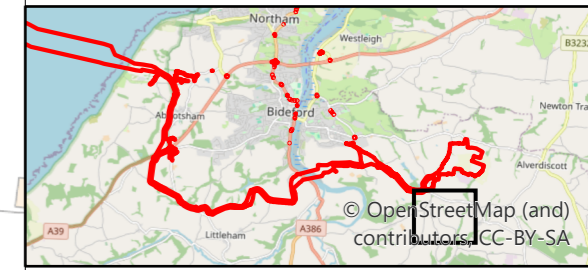 Northam
Westleigh
B323
Abbotsham
Bideford
Newton Tra
Alverdiscott
A39
Littleham
A386
© OpenStreetMap (and)
contributors, CC-BY-SA